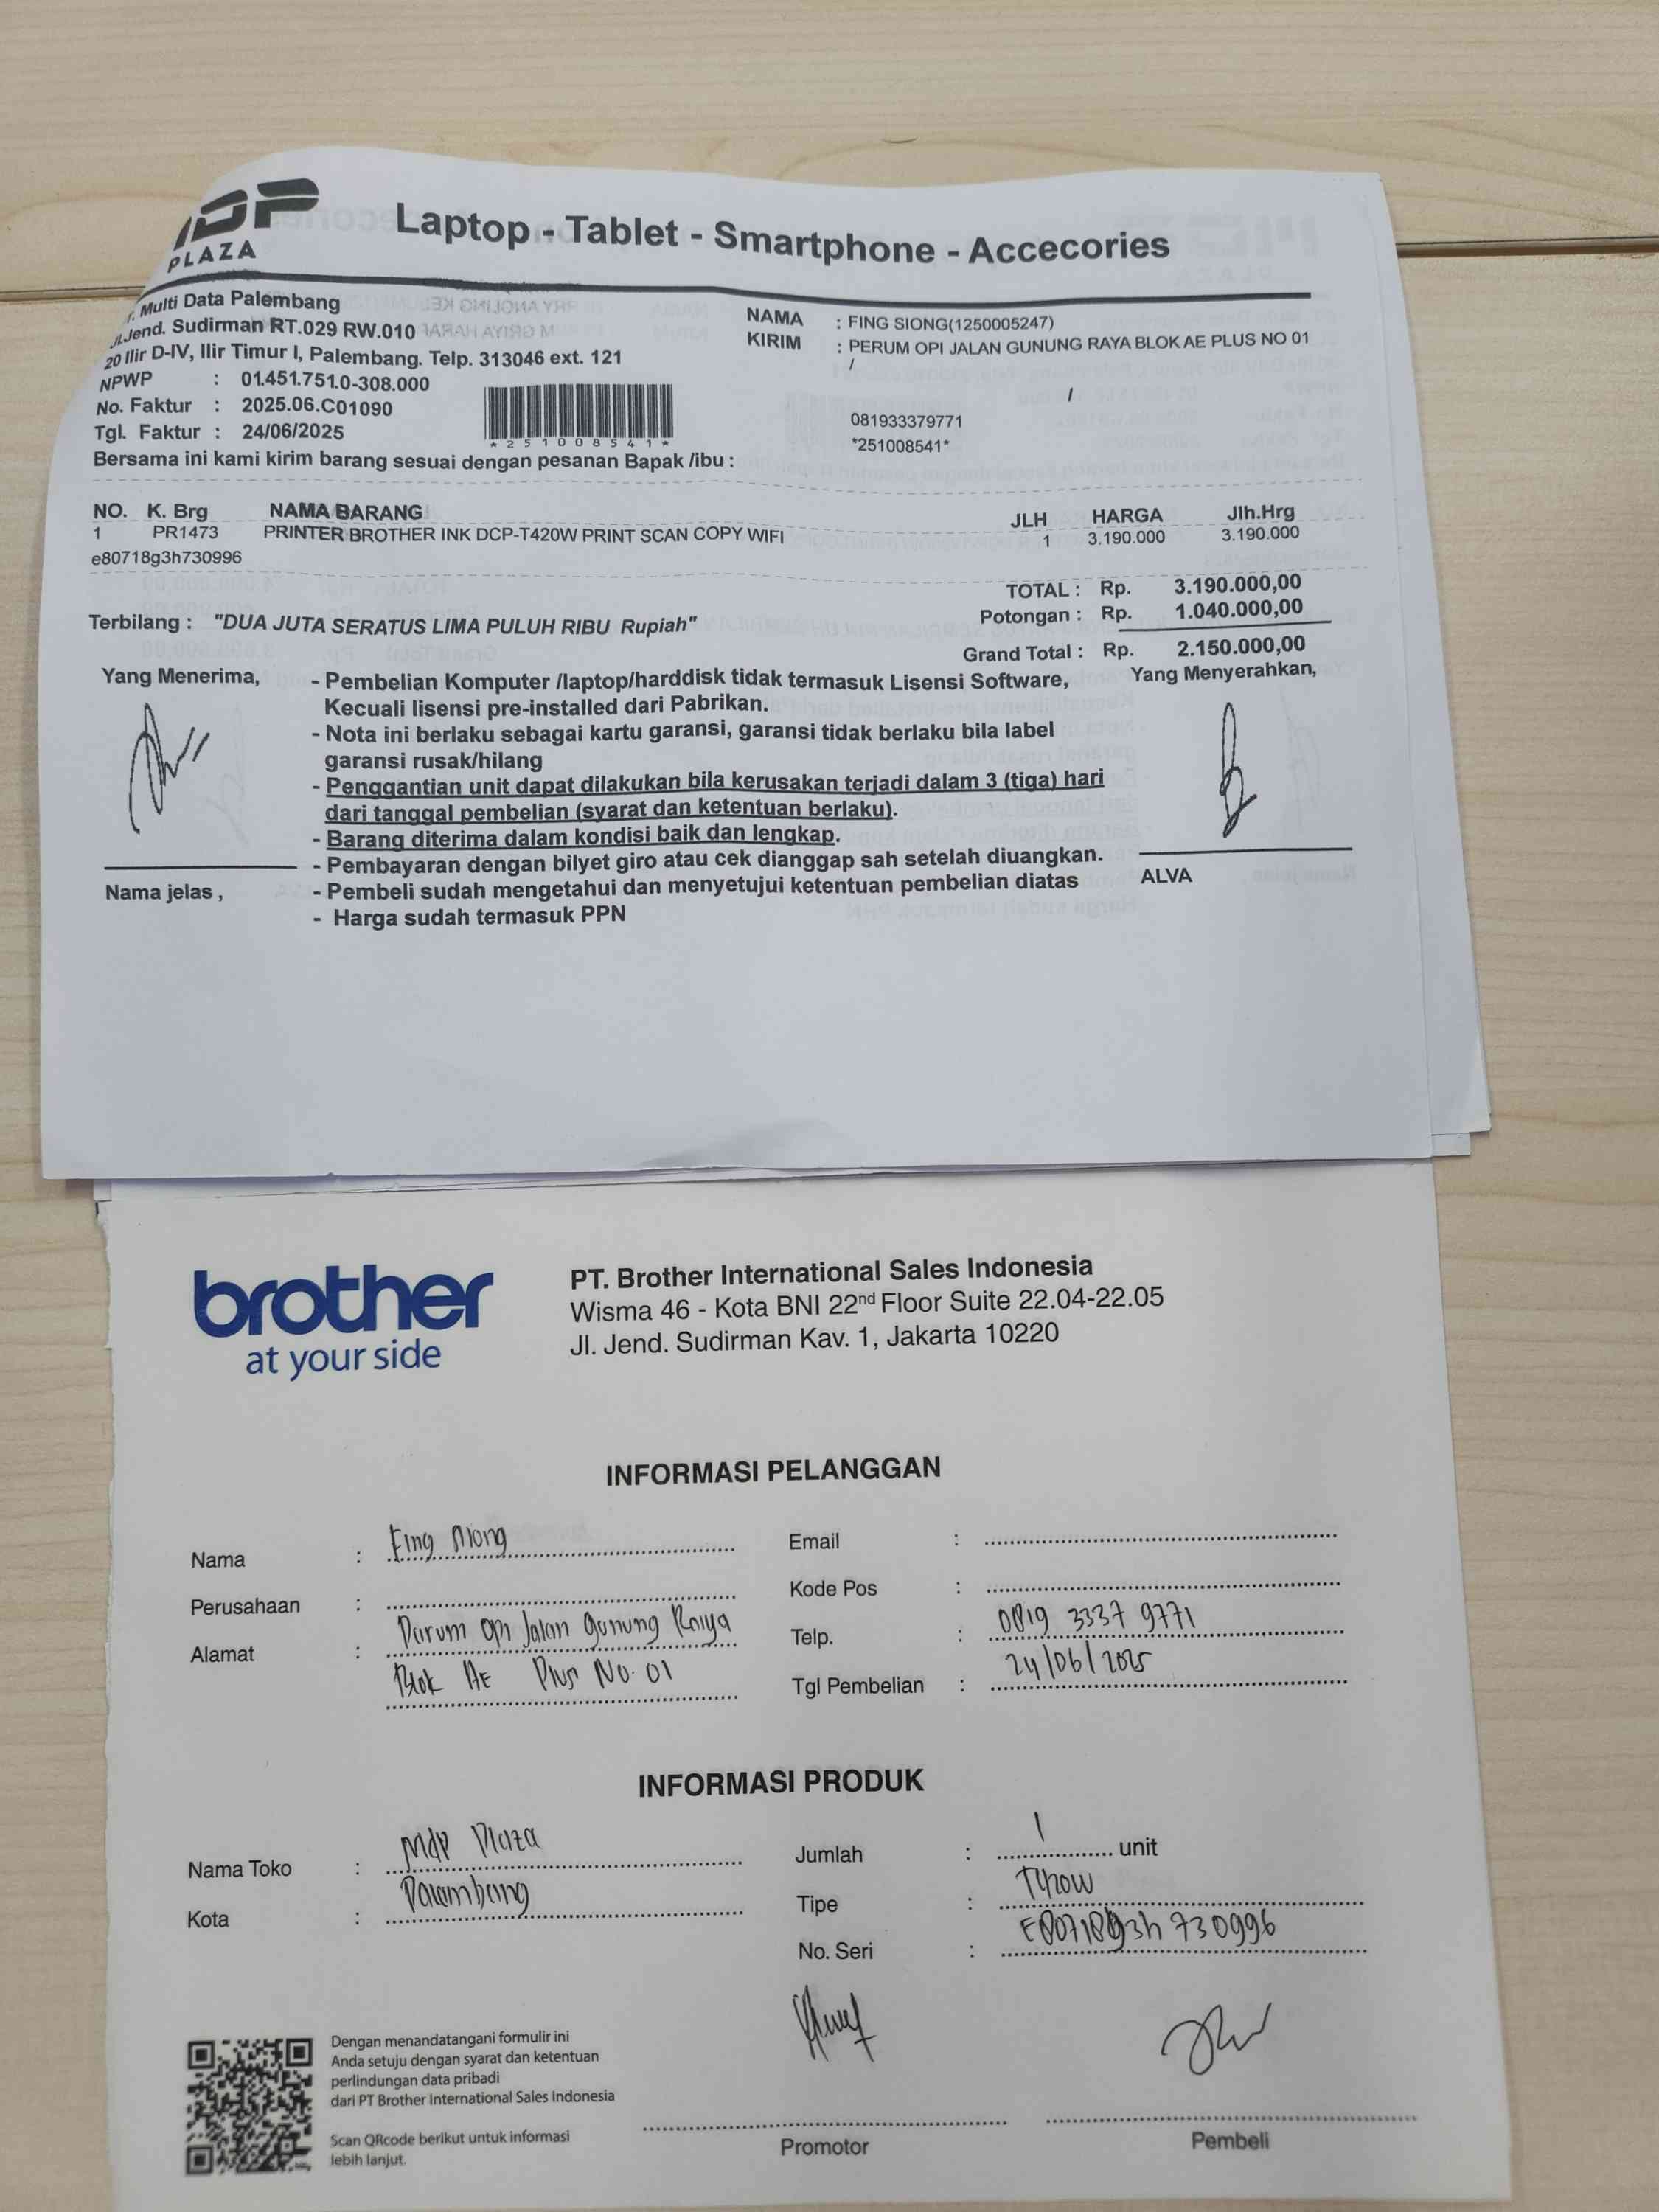 PLAZA
Laptop - Tablet - Smartphone - Accecories
Multi Data Palembang
Jl.Jend. Sudirman RT.029 RW.010
20 Ilir D-IV, Ilir Timur I, Palembang. Telp. 313046 ext. 121
NPWP : 01.451.751.0-308.000
No. Faktur : 2025.06.C01090
Tgl. Faktur : 24/06/2025
*251008541*
NAMA : FING SIONG(1250005247)
KIRIM : PERUM OPI JALAN GUNUNG RAYA BLOK AE PLUS NO 01
/
/
081933379771
*251008541*
Bersama ini kami kirim barang sesuai dengan pesanan Bapak /ibu :
NO. K. Brg NAMA BARANG JLH HARGA Jlh.Hrg
1 PR1473 PRINTER BROTHER INK DCP-T420W PRINT SCAN COPY WIFI 1 3.190.000 3.190.000
e80718g3h730996
TOTAL : Rp. 3.190.000,00
Potongan : Rp. 1.040.000,00
Terbilang : "DUA JUTA SERATUS LIMA PULUH RIBU Rupiah"
Grand Total : Rp. 2.150.000,00
Yang Menerima,
Yang Menyerahkan,
- Pembelian Komputer /laptop/harddisk tidak termasuk Lisensi Software,
Kecuali lisensi pre-installed dari Pabrikan.
- Nota ini berlaku sebagai kartu garansi, garansi tidak berlaku bila label
garansi rusak/hilang
- Penggantian unit dapat dilakukan bila kerusakan terjadi dalam 3 (tiga) hari
dari tanggal pembelian (syarat dan ketentuan berlaku).
- Barang diterima dalam kondisi baik dan lengkap.
- Pembayaran dengan bilyet giro atau cek dianggap sah setelah diuangkan.
- Pembeli sudah mengetahui dan menyetujui ketentuan pembelian diatas
- Harga sudah termasuk PPN
Nama jelas ,
ALVA
brother
at your side
PT. Brother International Sales Indonesia
Wisma 46 - Kota BNI 22nd Floor Suite 22.04-22.05
Jl. Jend. Sudirman Kav. 1, Jakarta 10220
INFORMASI PELANGGAN
Nama : Fing Siong
Perusahaan :
Alamat : Perum opi Jalan Gunung Raya
Blok AE Plus No. 01
Email :
Kode Pos :
Telp. : 0819 3337 9771
Tgl Pembelian : 24/06/2025
INFORMASI PRODUK
Nama Toko : Mdp Plaza
Kota : Palembang
Jumlah : 1 unit
Tipe : T420W
No. Seri : E80718G3h 730996
Dengan menandatangani formulir ini
Anda setuju dengan syarat dan ketentuan
perlindungan data pribadi
dari PT Brother International Sales Indonesia
Scan QRcode berikut untuk informasi
lebih lanjut.
Promotor
Pembeli